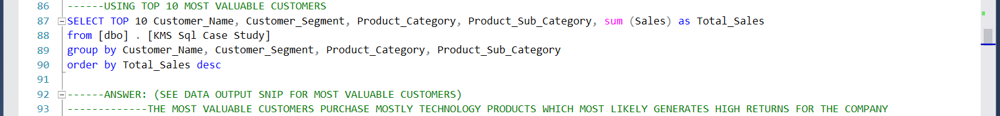 86 ------USING TOP 10 MOST VALUABLE CUSTOMERS
87 SELECT TOP 10 Customer_Name, Customer_Segment, Product_Category, Product_Sub_Category, sum (Sales) as Total_Sales
88 from [dbo] . [KMS Sql Case Study]
89 group by Customer_Name, Customer_Segment, Product_Category, Product_Sub_Category
90 order by Total_Sales desc
91
92 ------ANSWER: (SEE DATA OUTPUT SNIP FOR MOST VALUABLE CUSTOMERS)
93 -------------THE MOST VALUABLE CUSTOMERS PURCHASE MOSTLY TECHNOLOGY PRODUCTS WHICH MOST LIKELY GENERATES HIGH RETURNS FOR THE COMPANY